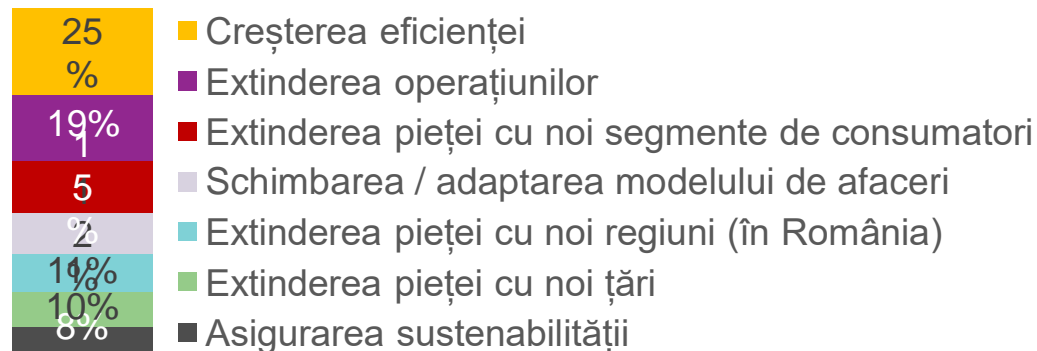 25
%
19%
1
5
%
2
%
11%
10%
8%
Creșterea eficienței
Extinderea operațiunilor
Extinderea pieței cu noi segmente de consumatori
Schimbarea / adaptarea modelului de afaceri
Extinderea pieței cu noi regiuni (în România)
Extinderea pieței cu noi țări
Asigurarea sustenabilității